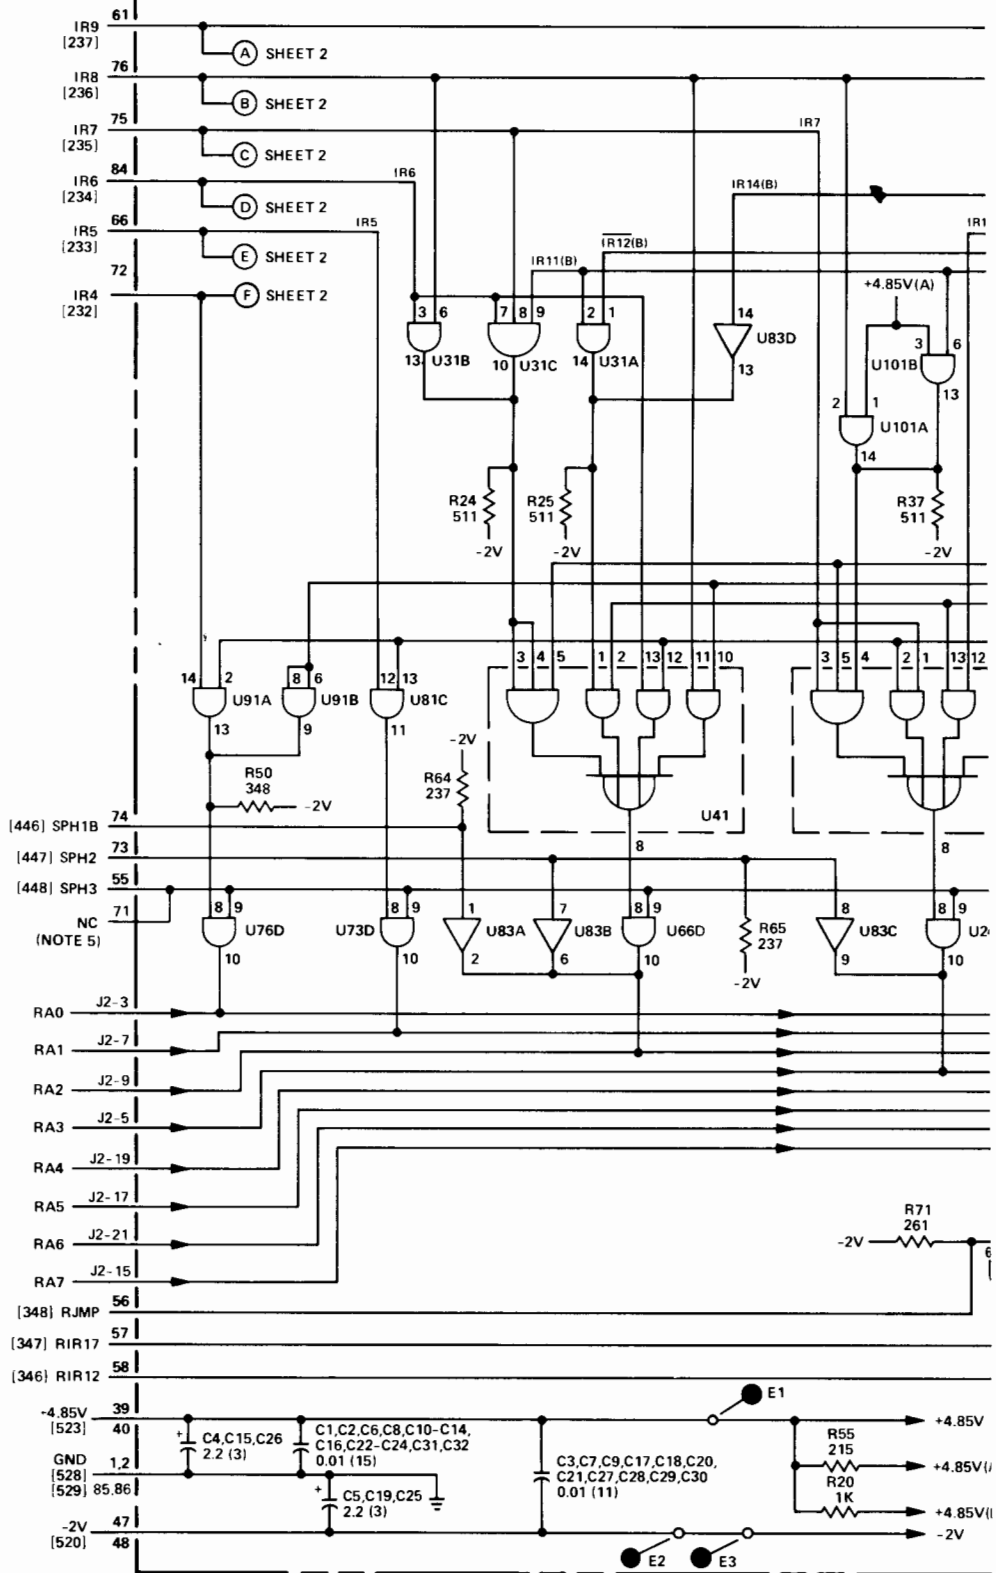 61
IR9
[237]
A SHEET 2
76
IR8
[236]
B SHEET 2
75
IR7
[235]
IR7
C SHEET 2
84
IR6
[234]
IR6
D SHEET 2
IR14(B)
66
IR5
[233]
IR5
E SHEET 2
IR12(B)
IR11(B)
72
IR4
[232]
F SHEET 2
+4.85V(A)
3 6 7 8 9 2 1 14
13 U31B 10 U31C 14 U31A U83D
13
3 6
U101B
13
2 1
U101A
14
R24
511
-2V
R25
511
-2V
R37
511
-2V
3 4 5 1 2 13 12 11 10
3 5 4 2 1 13 12
14 2 8 6 12 13
U91A U91B U81C
13 9 11
-2V
R64
237
R50
348
-2V
U41
8 8
[446] SPH1B 74
[447] SPH2 73
[448] SPH3 55
NC 71
(NOTE 5)
8 9 8 9 1 7 8 9 8 8 9
U76D U73D U83A U83B U66D R65 U83C
237
10 10 2 6 10 9 10
-2V
RA0 J2-3
RA1 J2-7
RA2 J2-9
RA3 J2-5
RA4 J2-19
RA5 J2-17
RA6 J2-21
RA7 J2-15
R71
261
-2V
[348] RJMP 56
[347] RIR17 57
[346] RIR12 58
E1
-4.85V 39
[523] 40
+4.85V
C4,C15,C26
2.2 (3)
C1,C2,C6,C8,C10-C14,
C16,C22-C24,C31,C32
0.01 (15)
R55
215
GND 1,2
[528]
[529] 85,86
C3,C7,C9,C17,C18,C20,
C21,C27,C28,C29,C30
0.01 (11)
R20
1K
C5,C19,C25
2.2 (3)
-2V 47
[520] 48
-2V
E2 E3